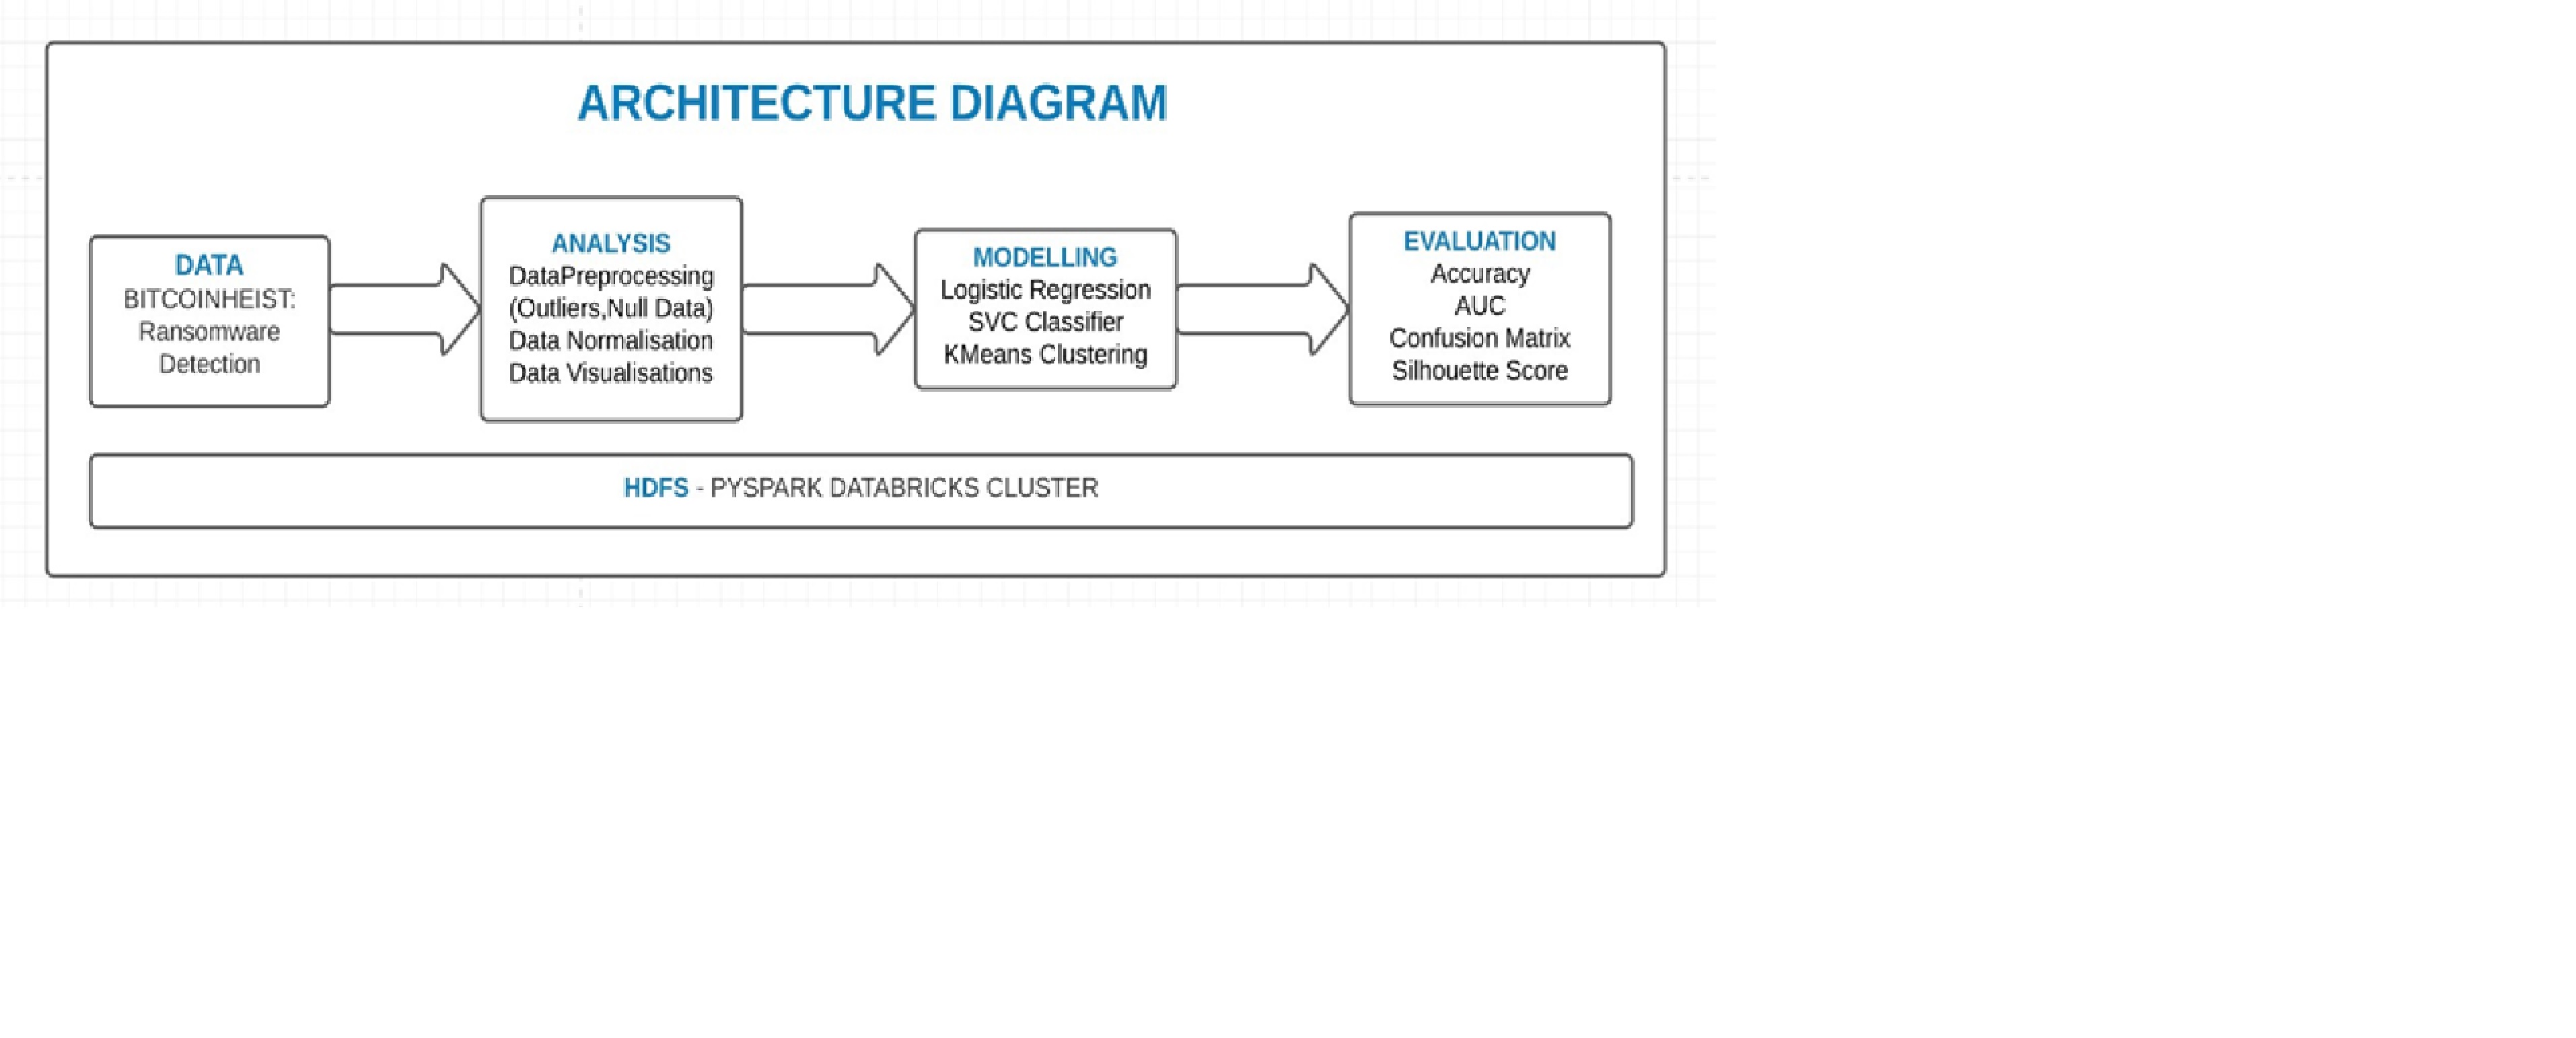 ARCHITECTURE DIAGRAM
DATA
BITCOINHEIST:
Ransomware
Detection
ANALYSIS
DataPreprocessing
(Outliers,Null Data)
Data Normalisation
Data Visualisations
MODELLING
Logistic Regression
SVC Classifier
KMeans Clustering
EVALUATION
Accuracy
AUC
Confusion Matrix
Silhouette Score
HDFS - PYSPARK DATABRICKS CLUSTER